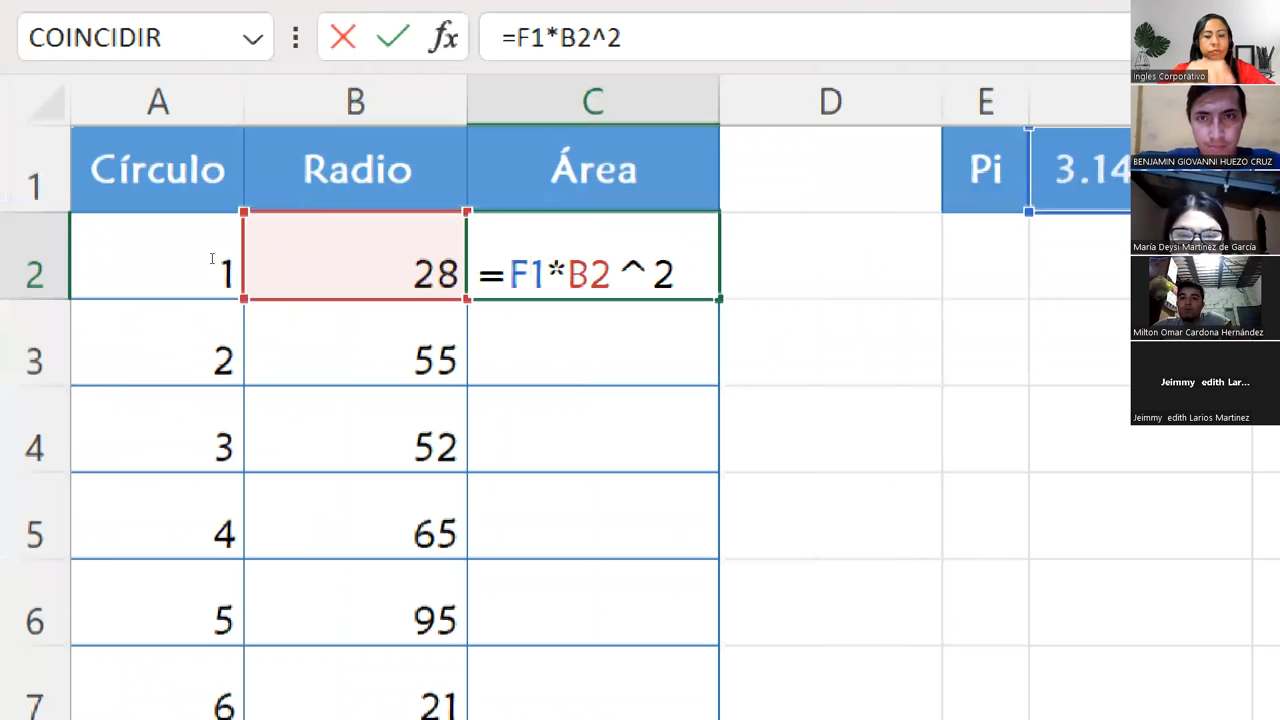 COINCIDIR
fx
=F1*B2^2
A B C D E
1 Círculo Radio Área Pi 3.14
2 1 28 =F1*B2^2
3 2 55
4 3 52
5 4 65
6 5 95
7 6 21
Ingles Corporativo
BENJAMIN GIOVANNI HUEZO CRUZ
María Deysi Martínez de García
Milton Omar Cardona Hernández
Jeimmy edith Lar...
Jeimmy edith Larios Martinez